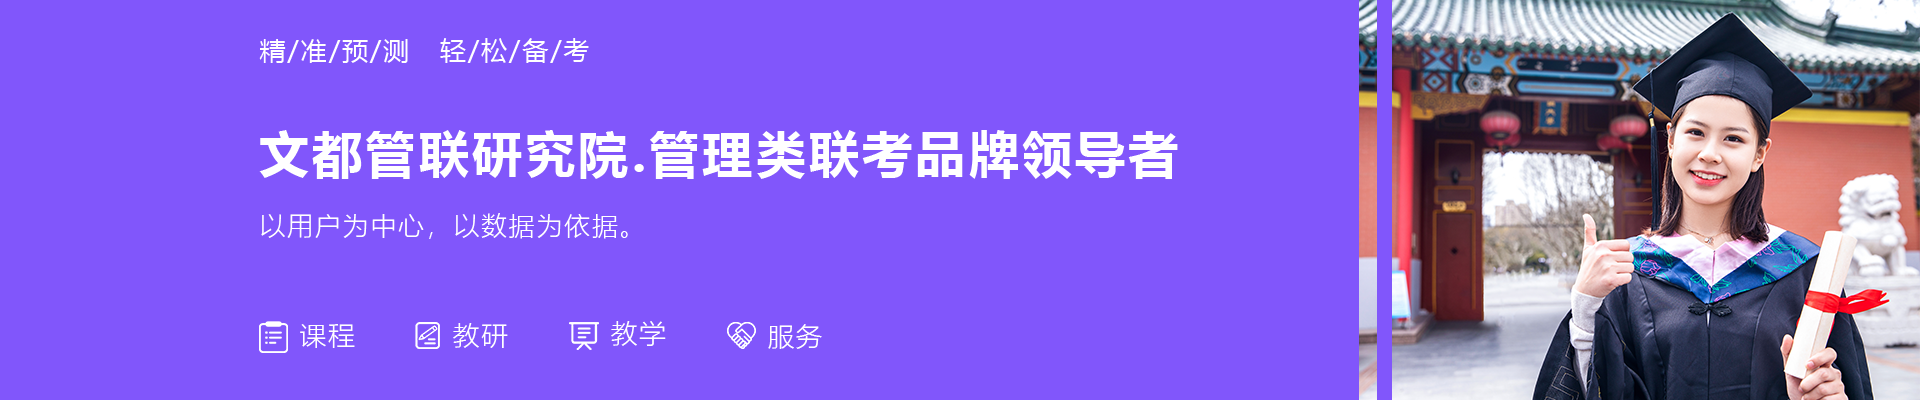 精/准/预/测 轻/松/备/考
文都管联研究院.管理类联考品牌领导者
以用户为中心，以数据为依据。
课程 教研 教学 服务